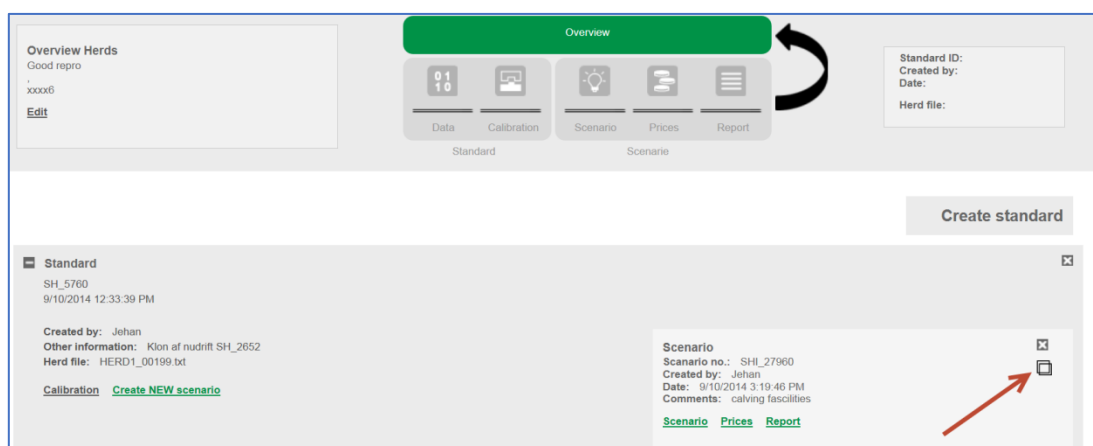 Overview Herds
Good repro
,
xxxx6
Edit
Overview
01
10
Data Calibration Scenario Prices Report
Standard Scenarie
Standard ID:
Created by:
Date:
Herd file:
Create standard
Standard
SH_5760
9/10/2014 12:33:39 PM
Created by: Jehan
Other information: Klon af nudrift SH_2652
Herd file: HERD1_00199.txt
Calibration Create NEW scenario
Scenario
Scanario no.: SHI_27960
Created by: Jehan
Date: 9/10/2014 3:19:46 PM
Comments: calving fascilities
Scenario Prices Report